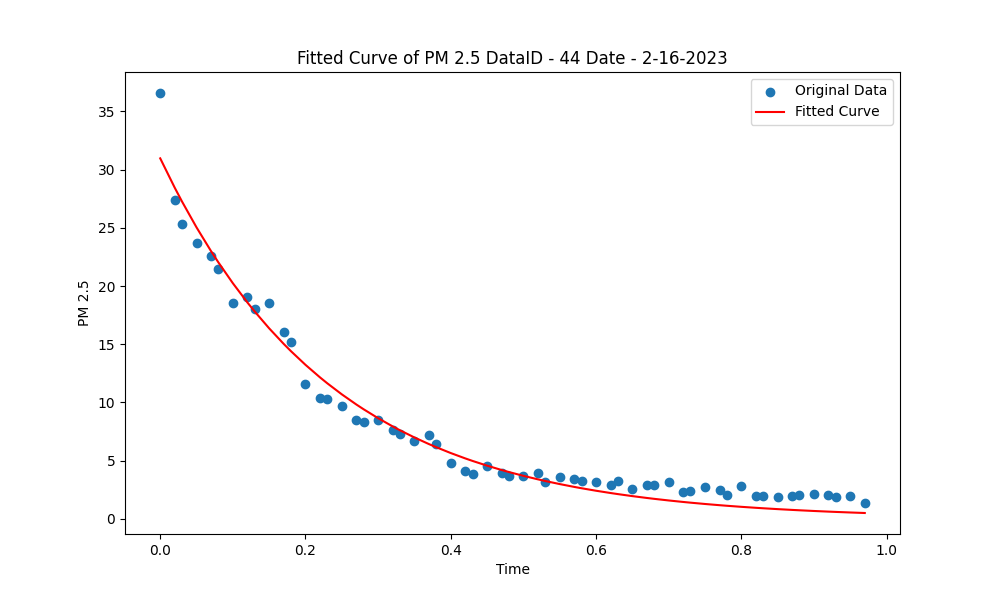 Fitted Curve of PM 2.5 DataID - 44 Date - 2-16-2023
Original Data
Fitted Curve
PM 2.5
35
30
25
20
15
10
5
0
0.0 0.2 0.4 0.6 0.8 1.0
Time